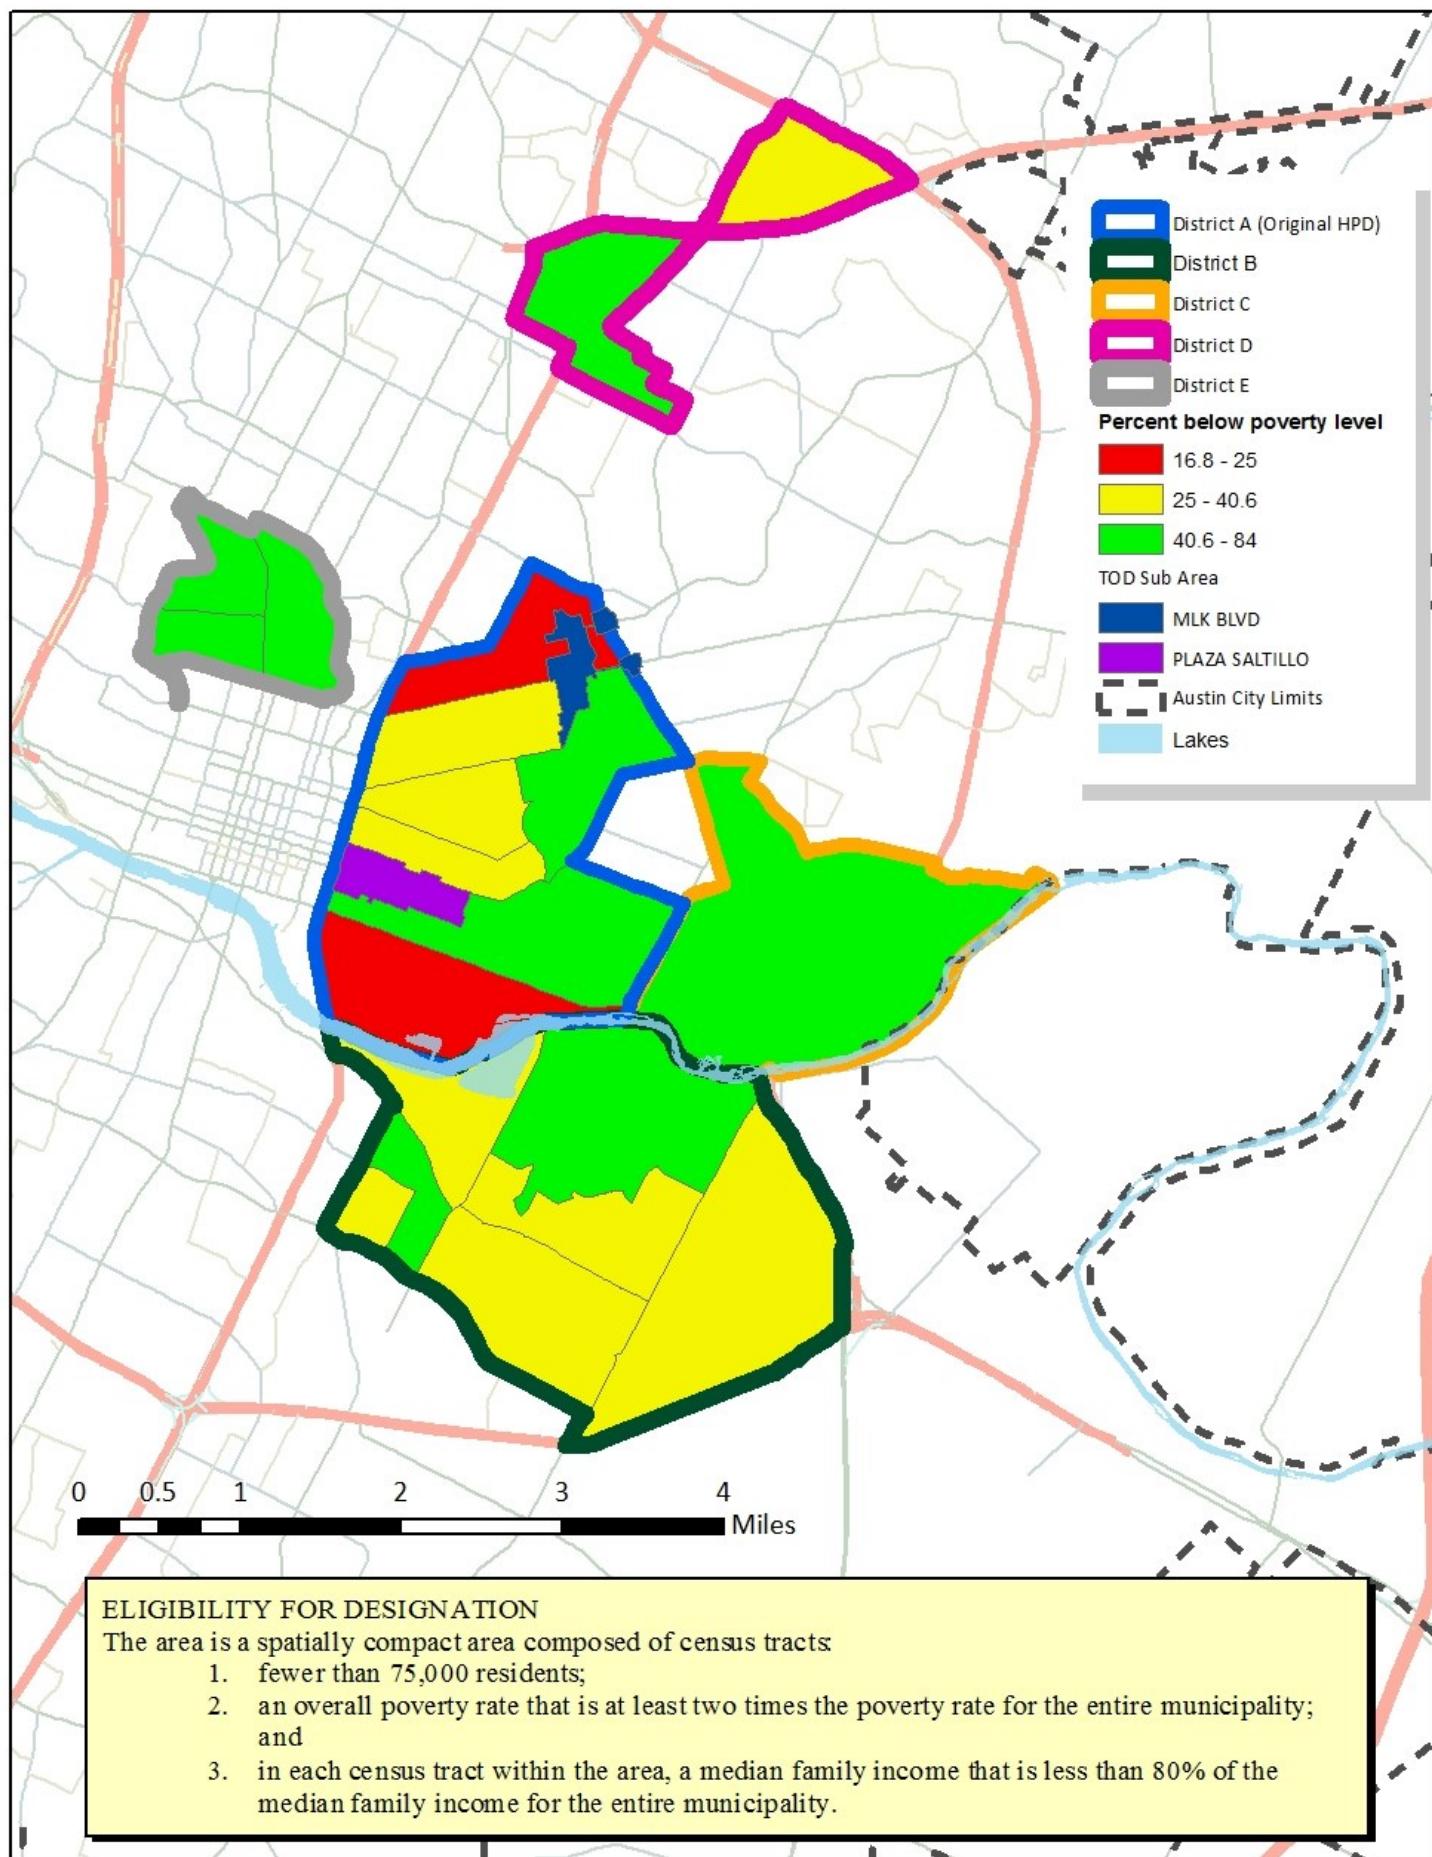 District A (Original HPD)
District B
District C
District D
District E
Percent below poverty level
16.8 - 25
25 - 40.6
40.6 - 84
TOD Sub Area
MLK BLVD
PLAZA SALTILLO
Austin City Limits
Lakes
0 0.5 1 2 3 4
Miles
ELIGIBILITY FOR DESIGNATION
The area is a spatially compact area composed of census tracts:
1. fewer than 75,000 residents;
2. an overall poverty rate that is at least two times the poverty rate for the entire municipality;
and
3. in each census tract within the area, a median family income that is less than 80% of the
median family income for the entire municipality.